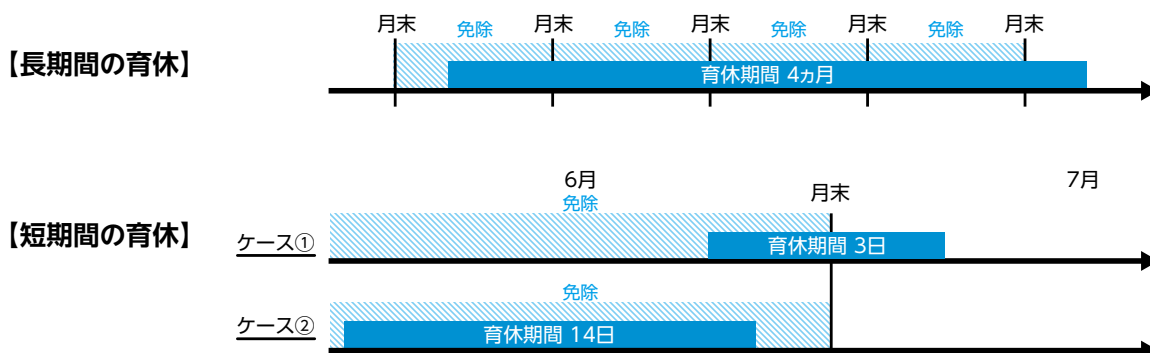 月末 免除 月末 免除 月末 免除 月末 免除 月末
【長期間の育休】
育休期間 4ヵ月
6月 7月
免除 月末
【短期間の育休】
ケース① 育休期間 3日
免除
ケース② 育休期間 14日